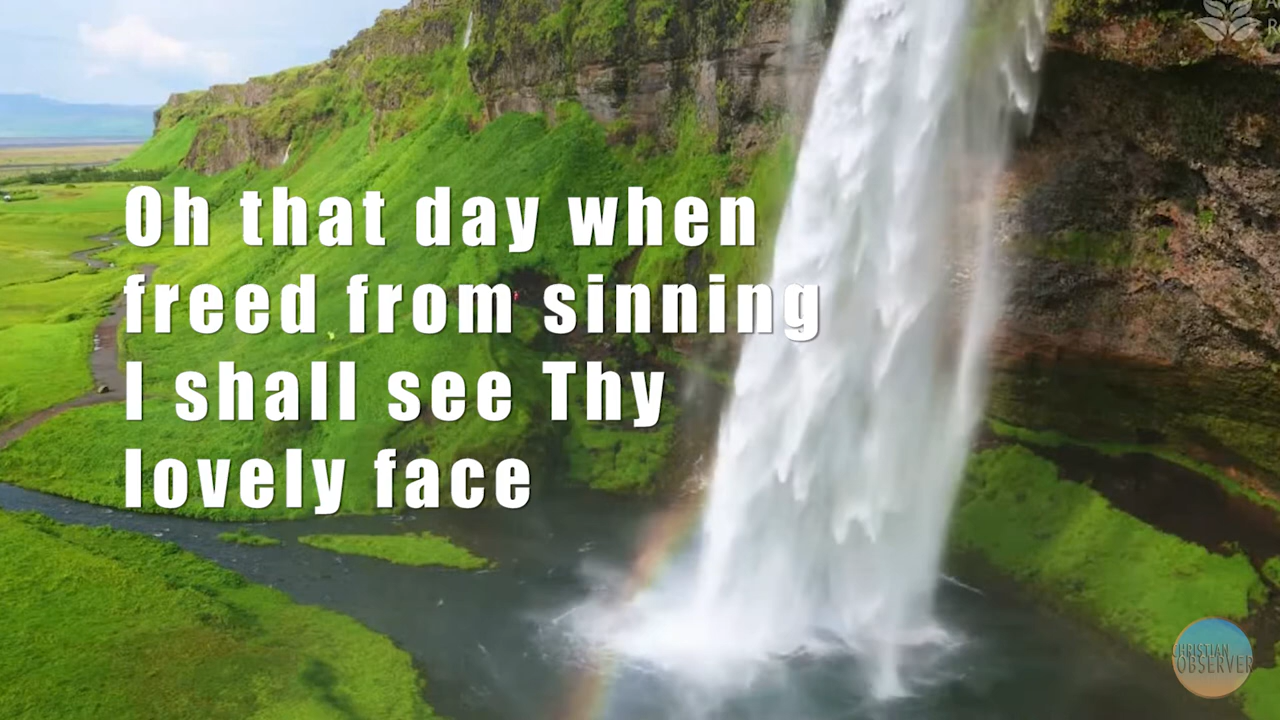 Oh that day when
freed from sinning
I shall see Thy
lovely face
CHRISTIAN
OBSERVER